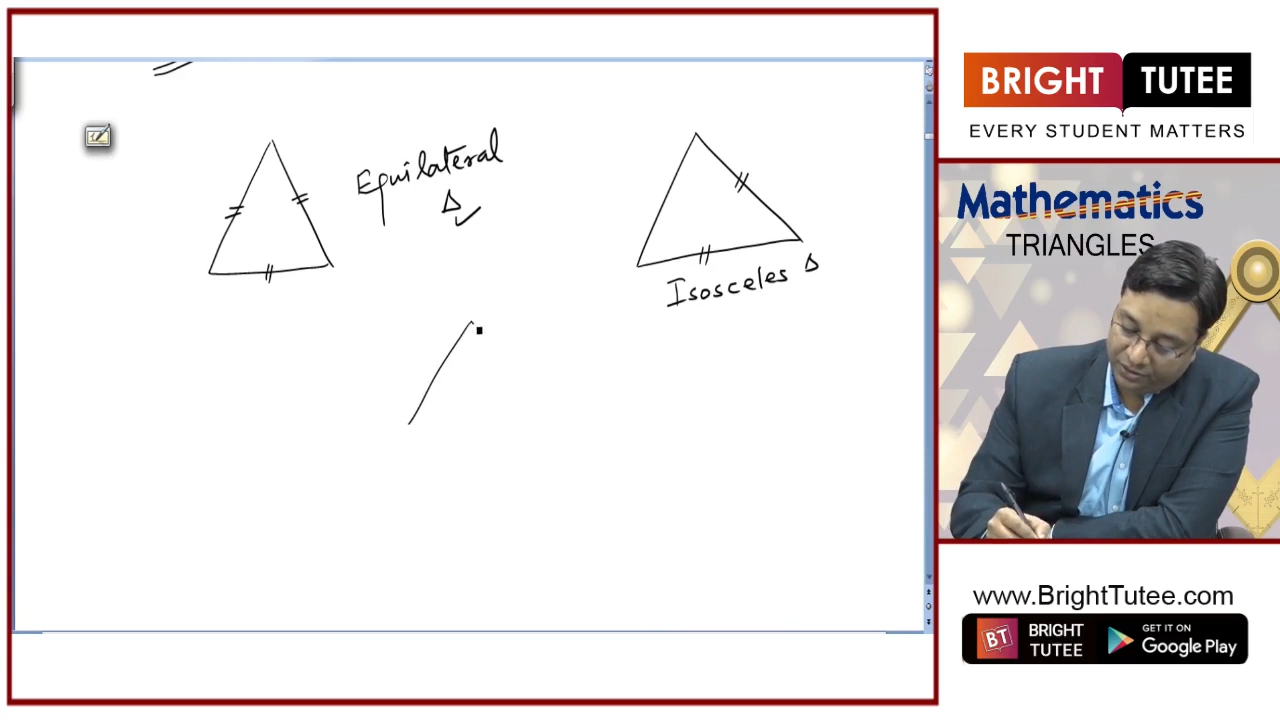 Equilateral
Δ
Isosceles Δ
BRIGHT TUTEE
EVERY STUDENT MATTERS
Mathematics
TRIANGLES
www.BrightTutee.com
BT
BRIGHT
TUTEE
GET IT ON
Google Play